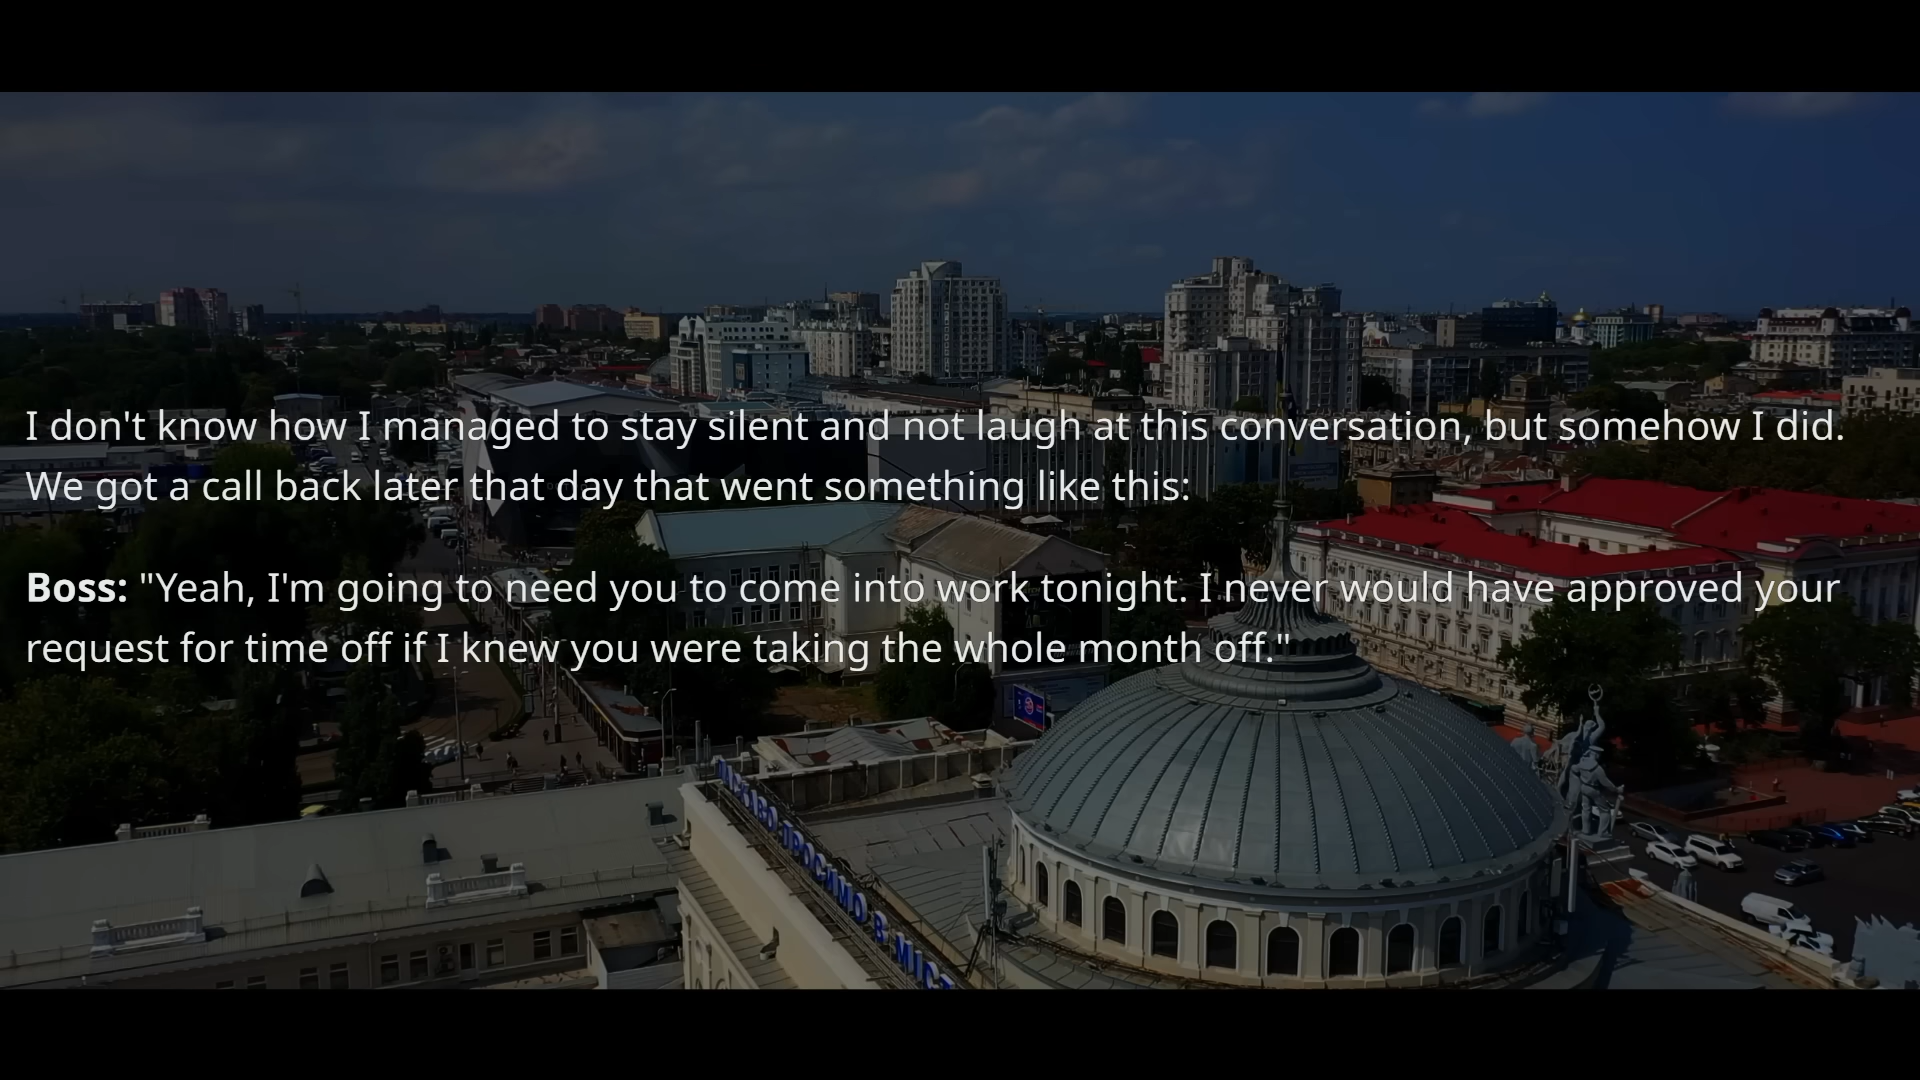 I don't know how I managed to stay silent and not laugh at this conversation, but somehow I did.
We got a call back later that day that went something like this:
Boss: "Yeah, I'm going to need you to come into work tonight. I never would have approved your
request for time off if I knew you were taking the whole month off."
ПРОСИМО В МІСТ